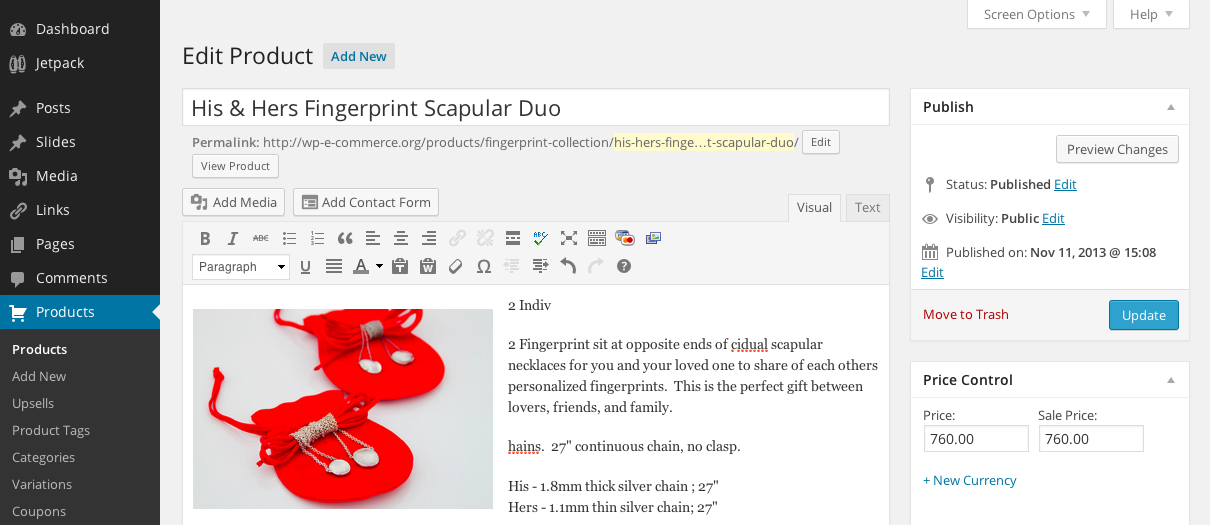 Screen Options
Help
Dashboard
Jetpack
Posts
Slides
Media
Links
Pages
Comments
Products
Products
Add New
Upsells
Product Tags
Categories
Variations
Coupons
Edit Product Add New
His & Hers Fingerprint Scapular Duo
Permalink: http://wp-e-commerce.org/products/fingerprint-collection/his-hers-finge…t-scapular-duo/ Edit
View Product
Add Media Add Contact Form
Visual Text
B I ABC ABC
Paragraph U A T W Ω ?
2 Indiv
2 Fingerprint sit at opposite ends of cidual scapular
necklaces for you and your loved one to share of each others
personalized fingerprints. This is the perfect gift between
lovers, friends, and family.
hains. 27" continuous chain, no clasp.
His - 1.8mm thick silver chain ; 27"
Hers - 1.1mm thin silver chain; 27"
Publish
Preview Changes
Status: Published Edit
Visibility: Public Edit
Published on: Nov 11, 2013 @ 15:08
Edit
Move to Trash Update
Price Control
Price: Sale Price:
760.00 760.00
+ New Currency